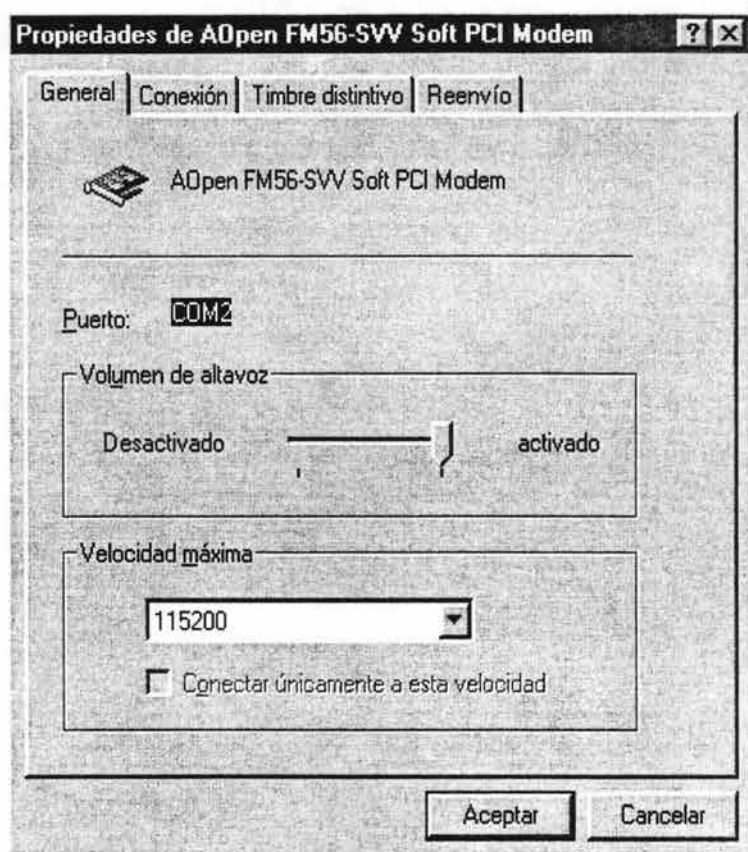 Propiedades de AOpen FM56-SVV Soft PCI Modem
General Conexión Timbre distintivo Reenvío
AOpen FM56-SVV Soft PCI Modem
Puerto: COM2
Volumen de altavoz
Desactivado activado
Velocidad máxima
115200
Conectar únicamente a esta velocidad
Aceptar Cancelar